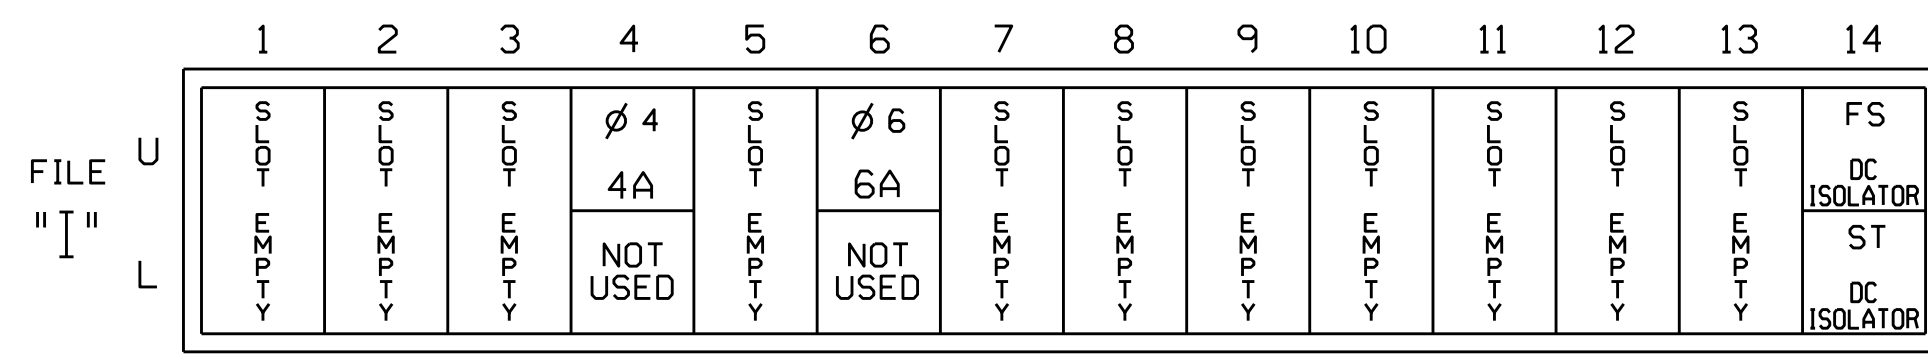 1 2 3 4 5 6 7 8 9 10 11 12 13 14
FILE
"I"
U
L
SLOT EMPTY
SLOT EMPTY
SLOT EMPTY
Ø 4
4A
NOT
USED
SLOT EMPTY
Ø 6
6A
NOT
USED
SLOT EMPTY
SLOT EMPTY
SLOT EMPTY
SLOT EMPTY
SLOT EMPTY
SLOT EMPTY
SLOT EMPTY
FS
DC
ISOLATOR
ST
DC
ISOLATOR